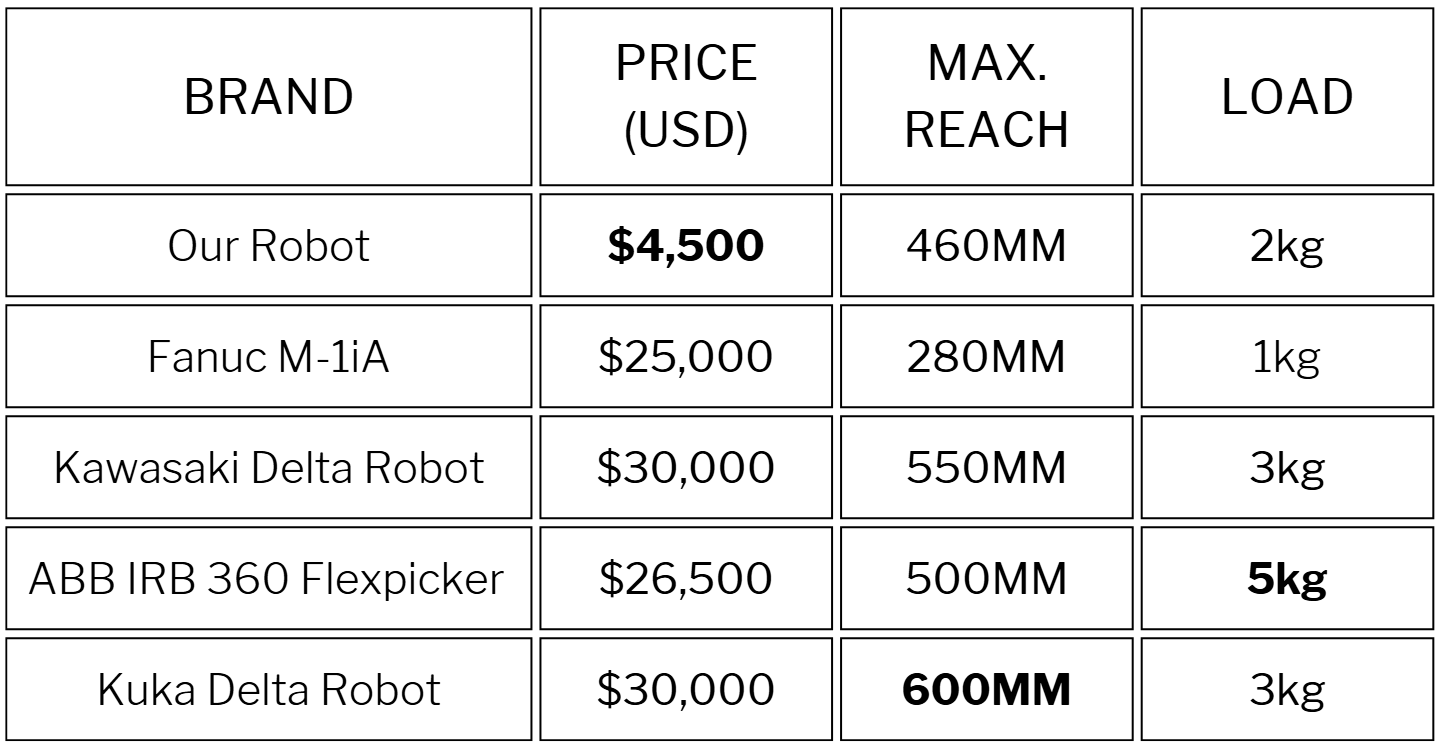 BRAND PRICE (USD) MAX. REACH LOAD
Our Robot $4,500 460MM 2kg
Fanuc M-1iA $25,000 280MM 1kg
Kawasaki Delta Robot $30,000 550MM 3kg
ABB IRB 360 Flexpicker $26,500 500MM 5kg
Kuka Delta Robot $30,000 600MM 3kg